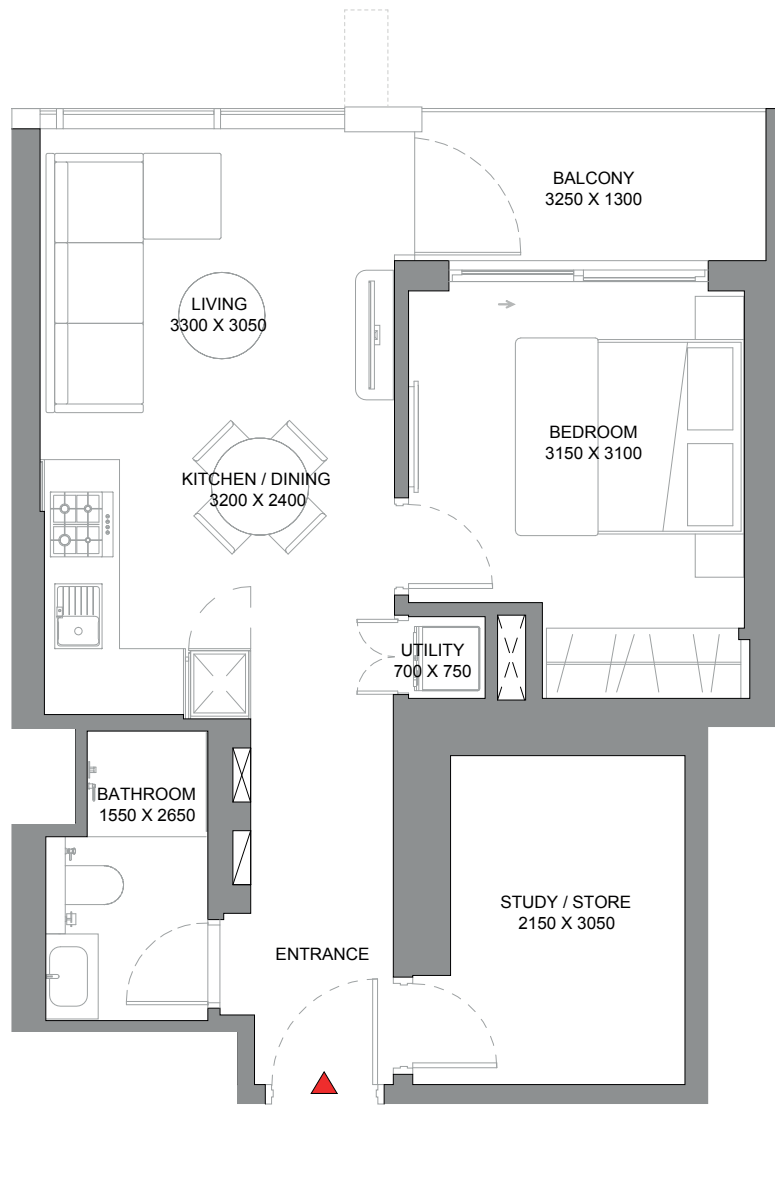 BALCONY
3250 X 1300
LIVING
3300 X 3050
BEDROOM
3150 X 3100
KITCHEN / DINING
3200 X 2400
UTILITY
700 X 750
BATHROOM
1550 X 2650
STUDY / STORE
2150 X 3050
ENTRANCE